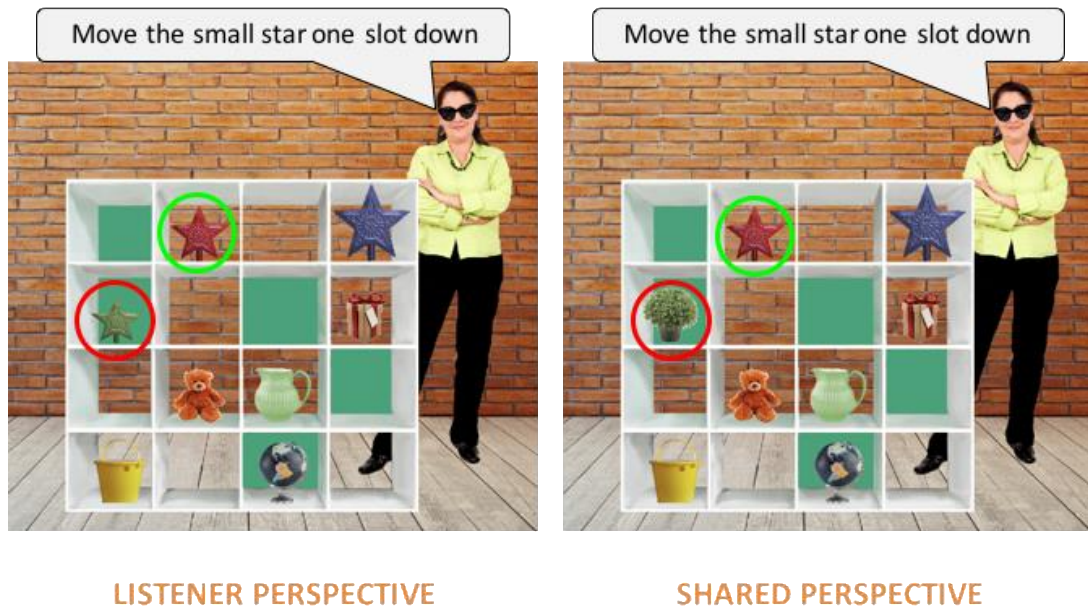 Move the small star one slot down
Move the small star one slot down
LISTENER PERSPECTIVE
SHARED PERSPECTIVE